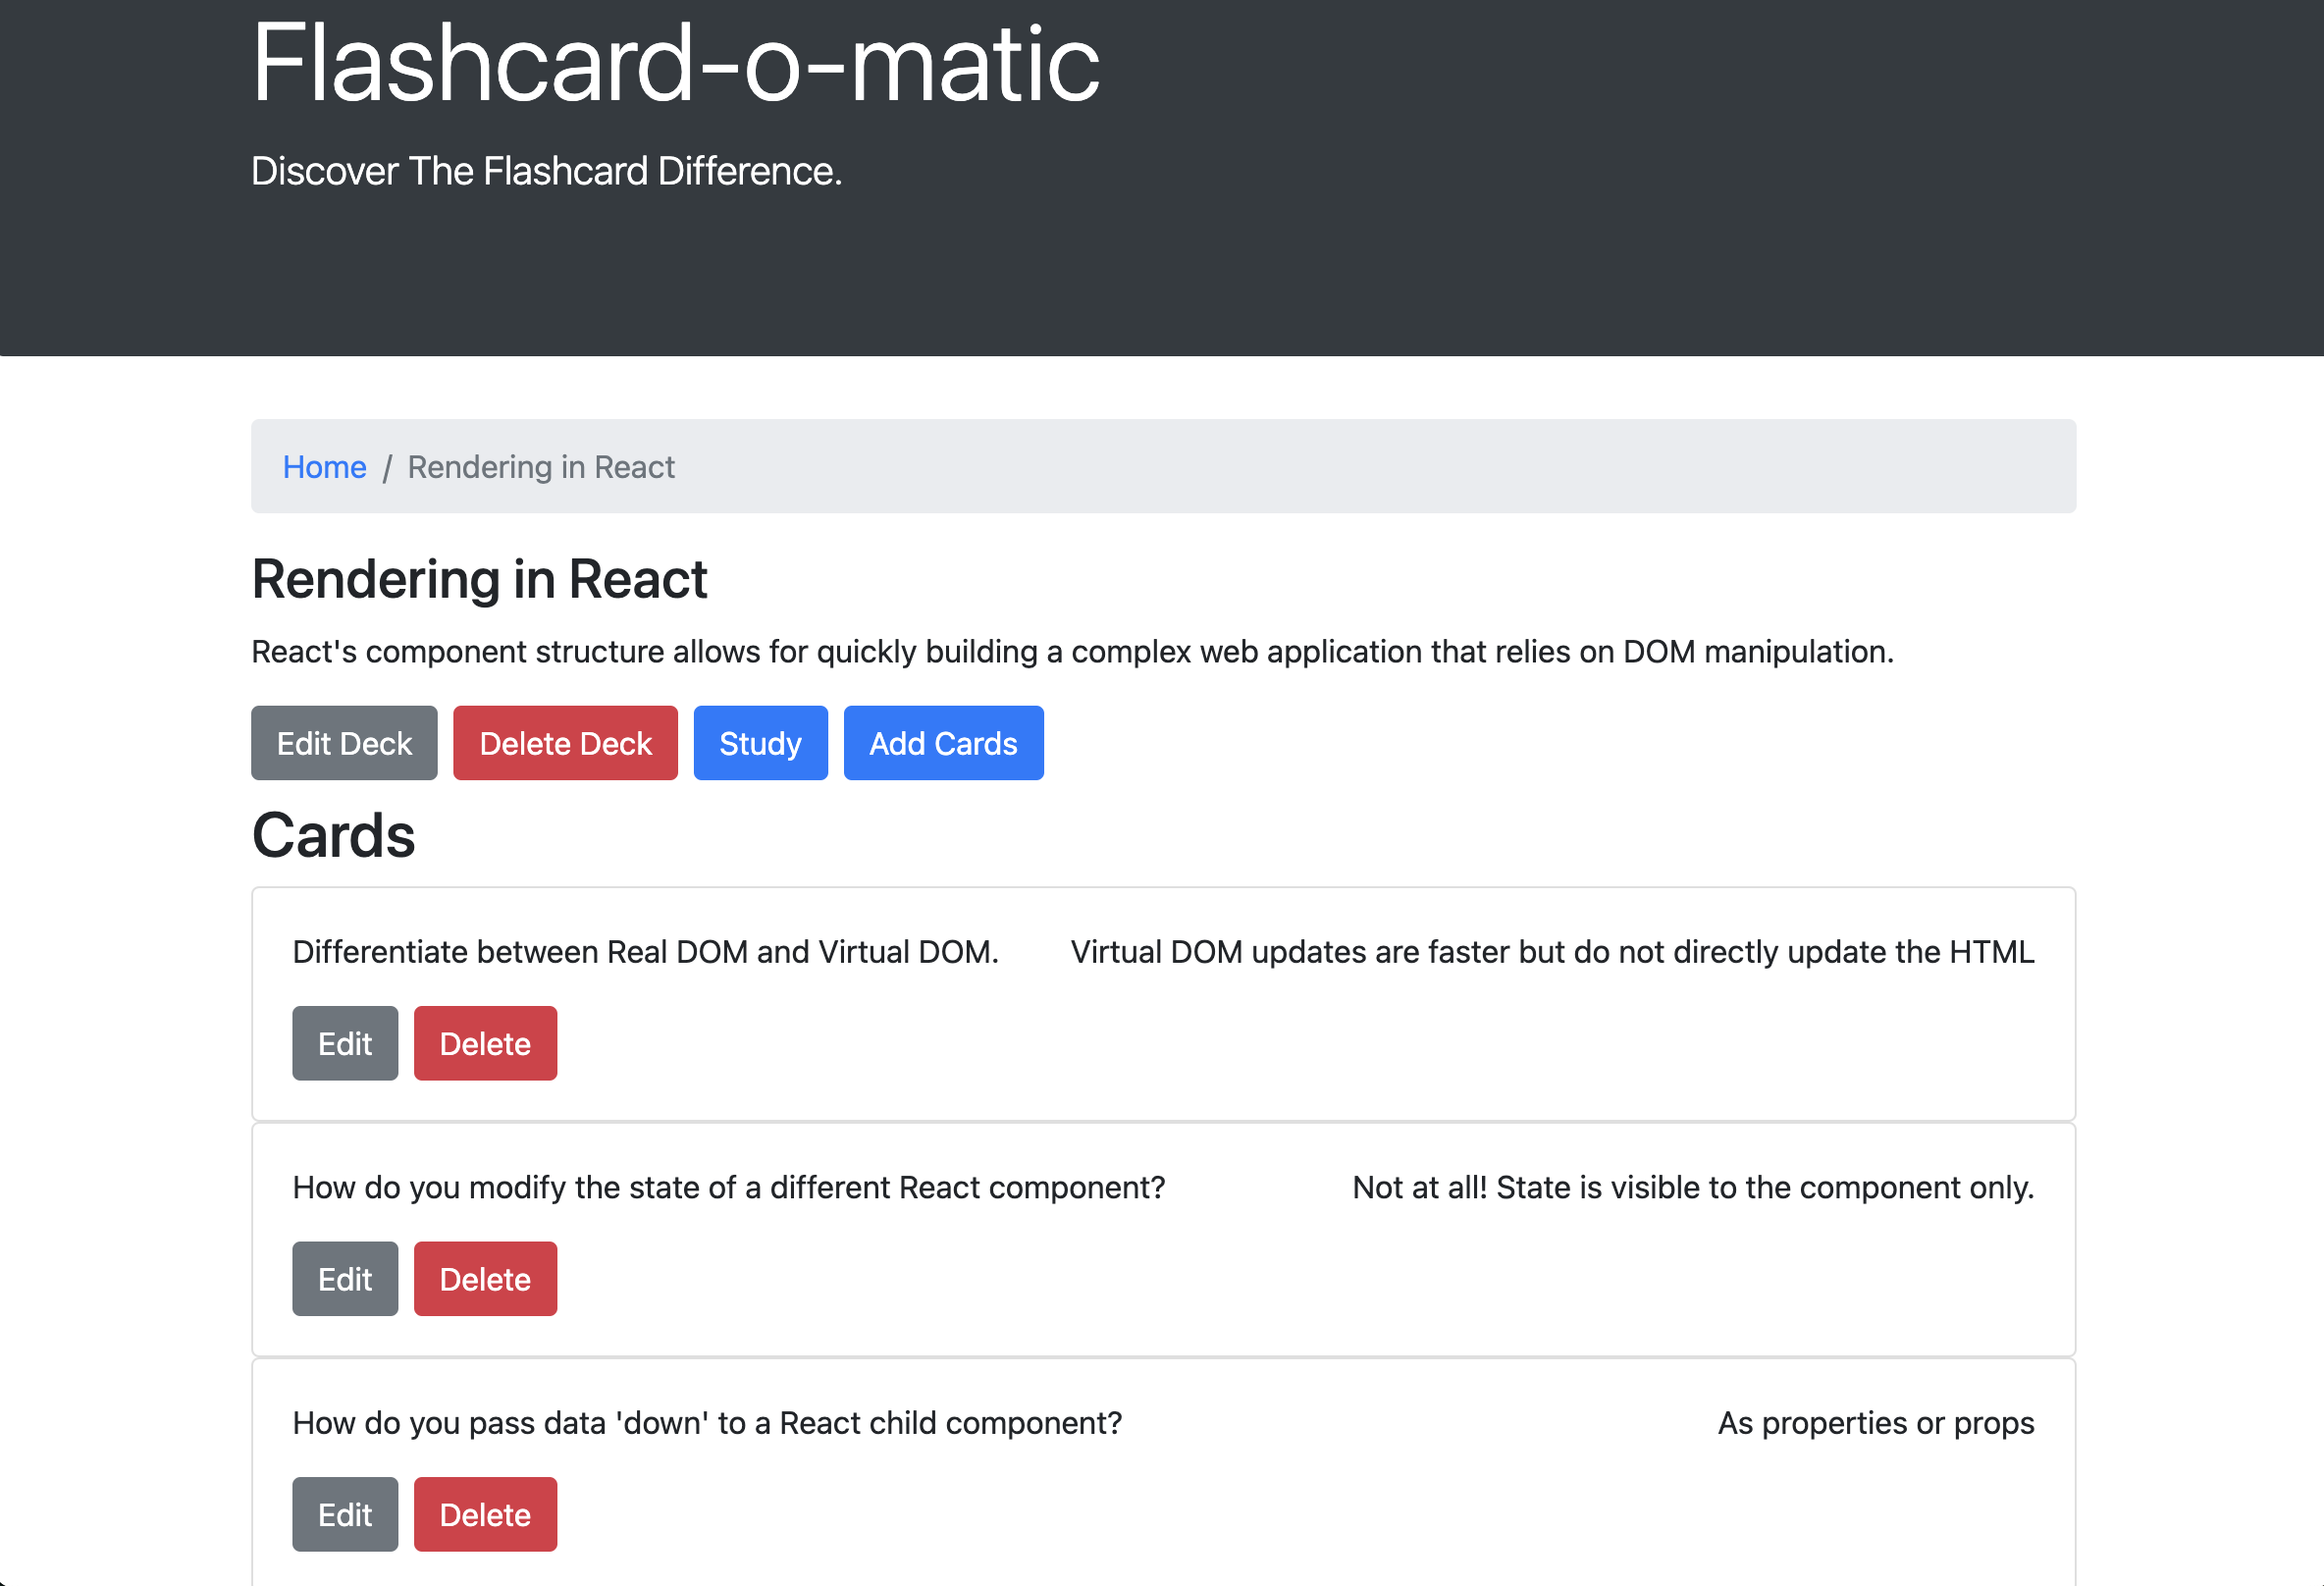 Flashcard-o-matic
Discover The Flashcard Difference.
Home / Rendering in React
Rendering in React
React's component structure allows for quickly building a complex web application that relies on DOM manipulation.
Edit Deck Delete Deck Study Add Cards
Cards
Differentiate between Real DOM and Virtual DOM. Virtual DOM updates are faster but do not directly update the HTML
Edit Delete
How do you modify the state of a different React component? Not at all! State is visible to the component only.
Edit Delete
How do you pass data 'down' to a React child component? As properties or props
Edit Delete